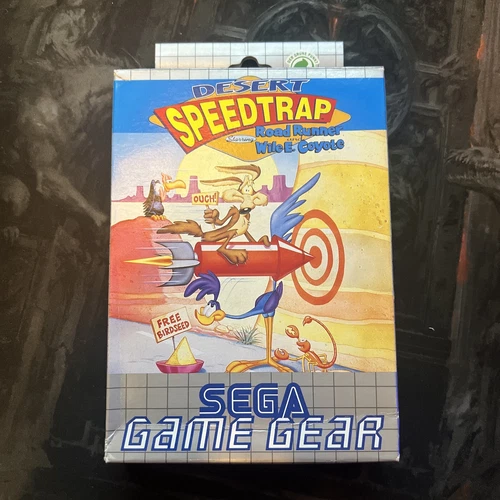 DESERT
SPEEDTRAP
Starring
Road Runner
and
Wile E. Coyote
OUCH!
FREE
BIRDSEED
SEGA
GAME GEAR